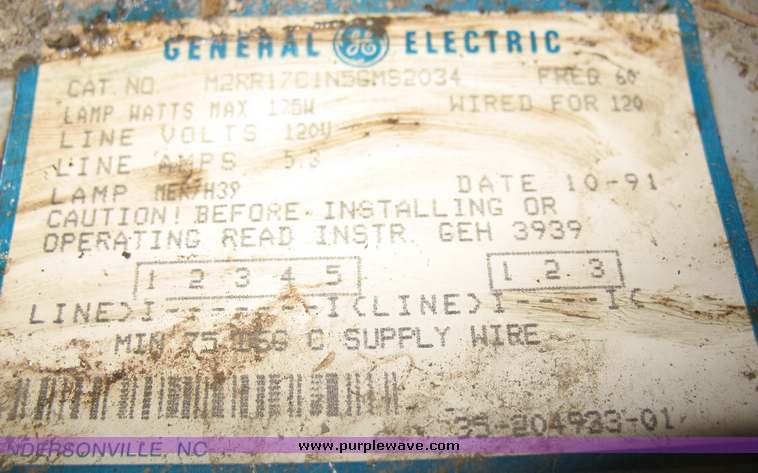 GENERAL GE ELECTRIC
CAT. NO. M2RR17C1N5GMS2034 FREQ 60
LAMP WATTS MAX 175W WIRED FOR 120
LINE VOLTS 120V
LINE AMPS 5.3
LAMP MER/H39 DATE 10-91
CAUTION! BEFORE INSTALLING OR
OPERATING READ INSTR. GEH 3939
1 2 3 4 5 1 2 3
LINE>I-------I<LINE>I----I<
MIN 75 DEG C SUPPLY WIRE
35-204933-01
NDERSONVILLE, NC
www.purplewave.com